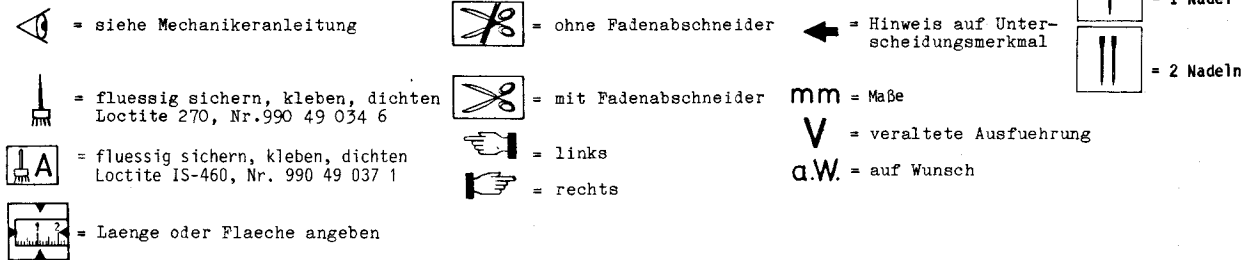 = siehe Mechanikeranleitung
= fluessig sichern, kleben, dichten
Loctite 270, Nr.990 49 034 6
A = fluessig sichern, kleben, dichten
Loctite IS-460, Nr. 990 49 037 1
1 2 = Laenge oder Flaeche angeben
= ohne Fadenabschneider
= mit Fadenabschneider
= links
= rechts
= Hinweis auf Unter-
scheidungsmerkmal
mm = Maße
V = veraltete Ausfuehrung
a.W. = auf Wunsch
= 1 Nadel
= 2 Nadeln